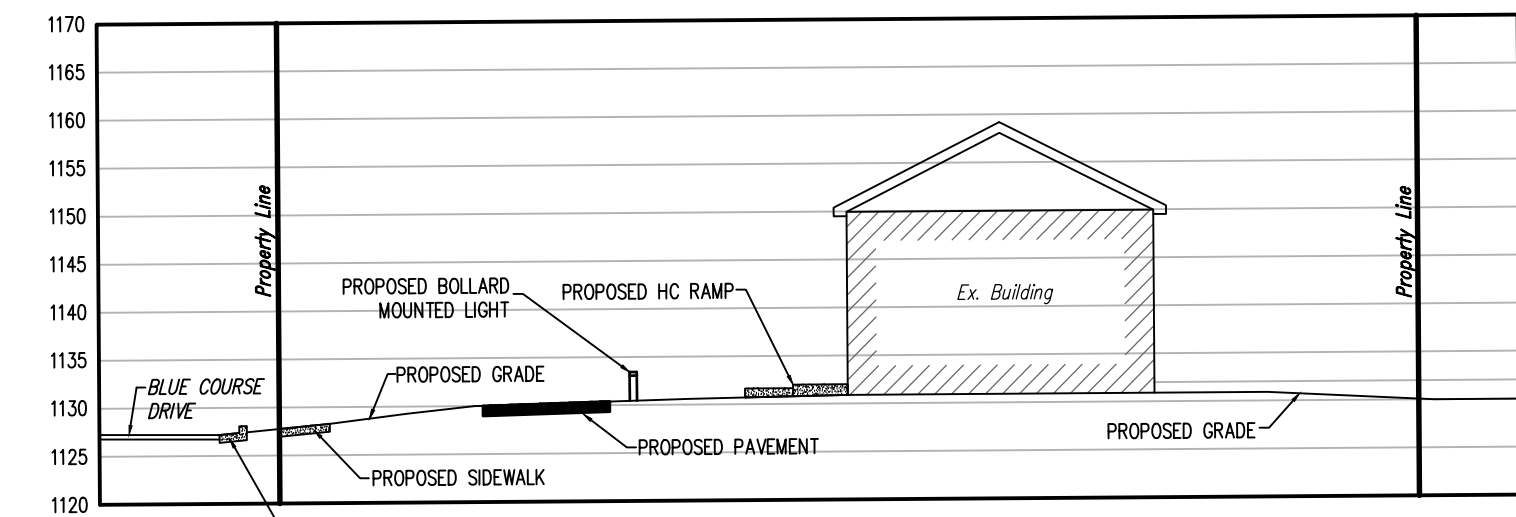 1170
1165
1160
1155
1150
1145
1140
1135
1130
1125
1120
Property Line
PROPOSED BOLLARD
MOUNTED LIGHT
PROPOSED HC RAMP
Ex. Building
Property Line
BLUE COURSE
DRIVE
PROPOSED GRADE
PROPOSED PAVEMENT
PROPOSED SIDEWALK
PROPOSED GRADE